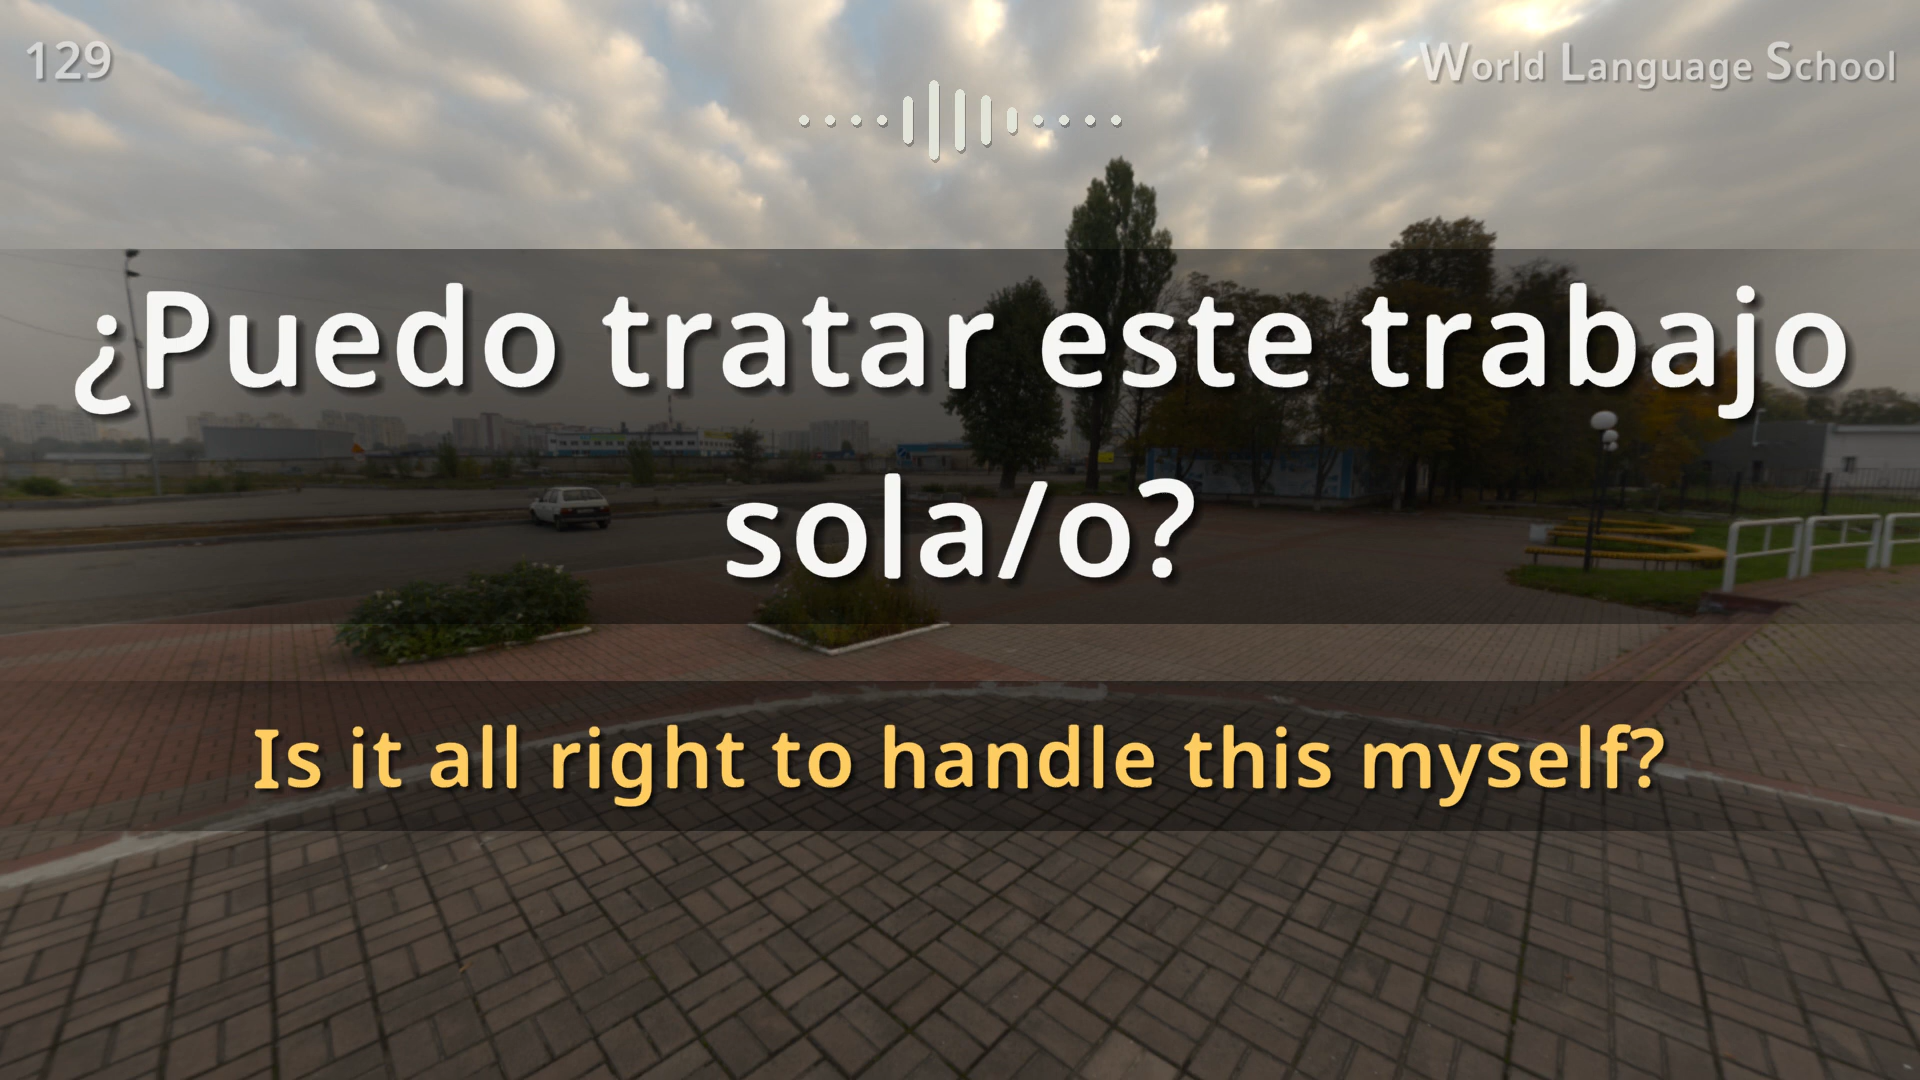 129
World Language School
¿Puedo tratar este trabajo
sola/o?
Is it all right to handle this myself?